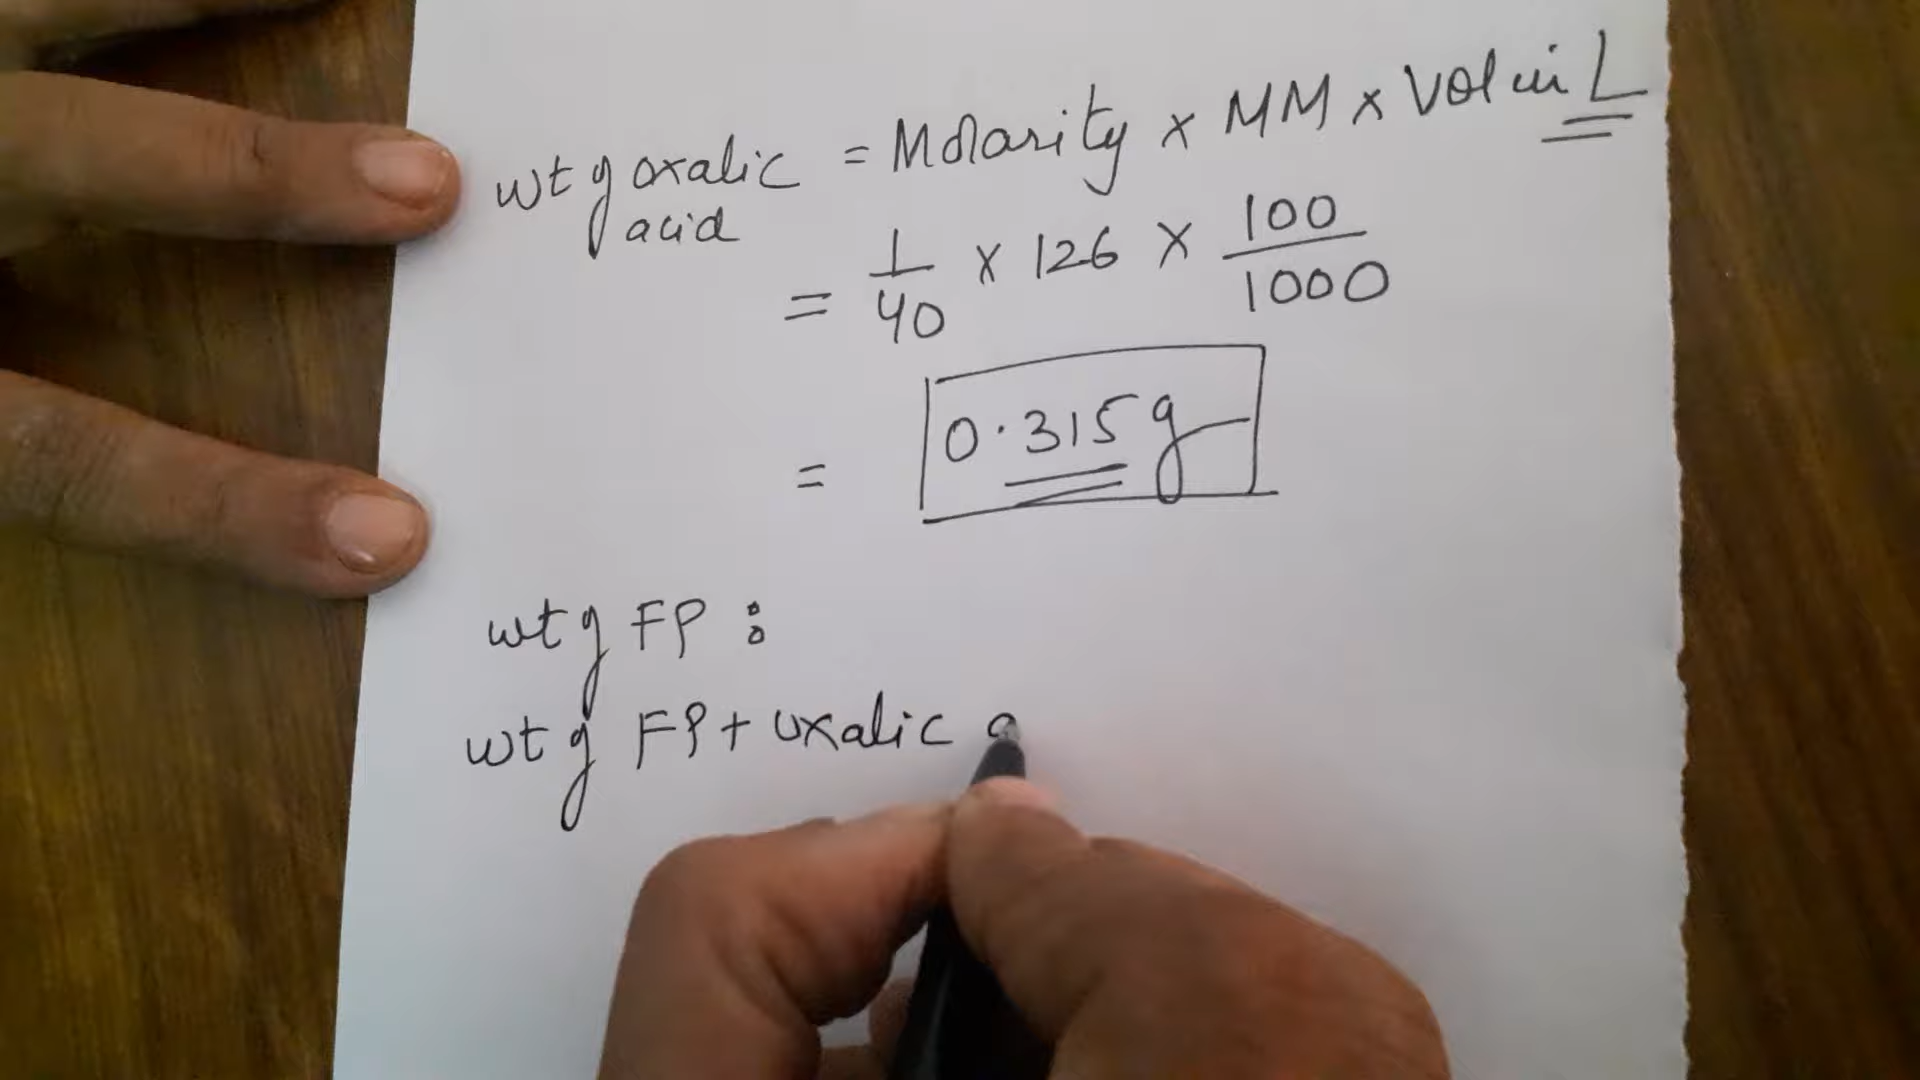 wt of oxalic acid = Molarity x MM x Vol in L
= 1/40 x 126 x 100/1000
= 0.315g
wt of FP :
wt of FP + oxalic a